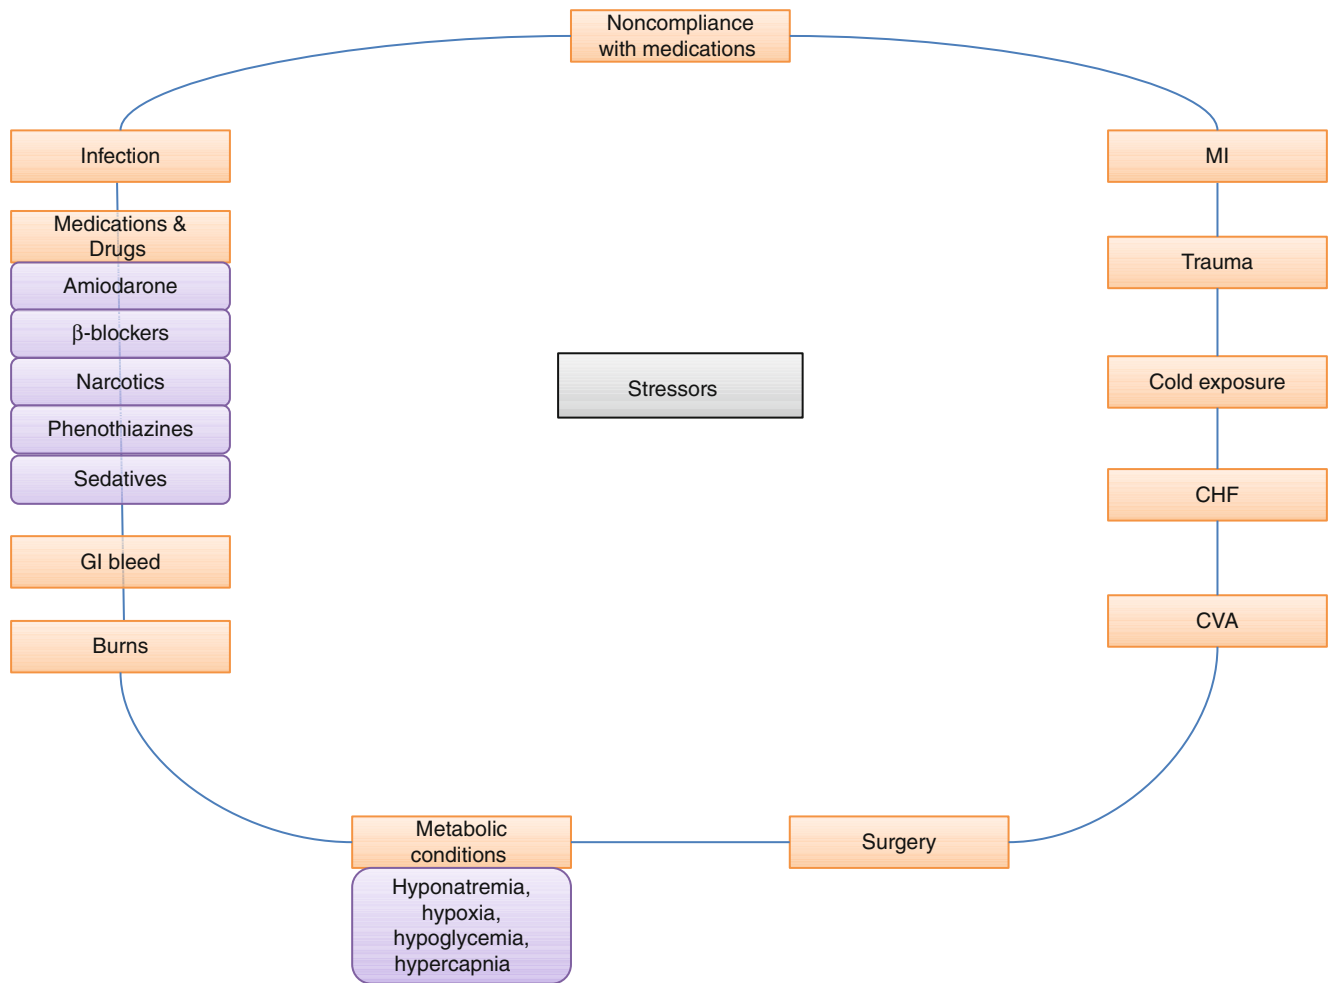 Noncompliance
with medications
Infection
Medications &
Drugs
Amiodarone
β-blockers
Narcotics
Phenothiazines
Sedatives
GI bleed
Burns
Stressors
MI
Trauma
Cold exposure
CHF
CVA
Metabolic
conditions
Hyponatremia,
hypoxia,
hypoglycemia,
hypercapnia
Surgery